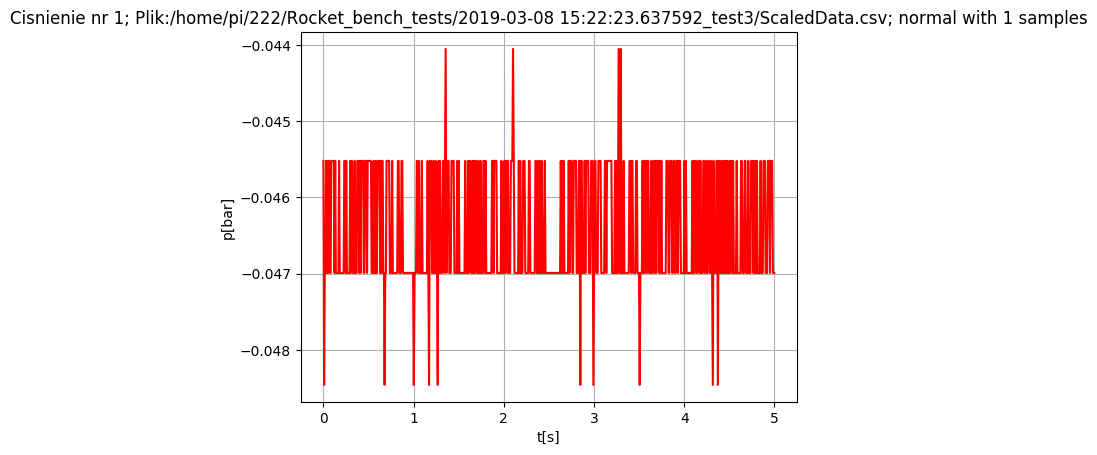 Cisnienie nr 1; Plik:/home/pi/222/Rocket_bench_tests/2019-03-08 15:22:23.637592_test3/ScaledData.csv; normal with 1 samples
−0.044
−0.045
−0.046
−0.047
−0.048
p[bar]
0 1 2 3 4 5
t[s]